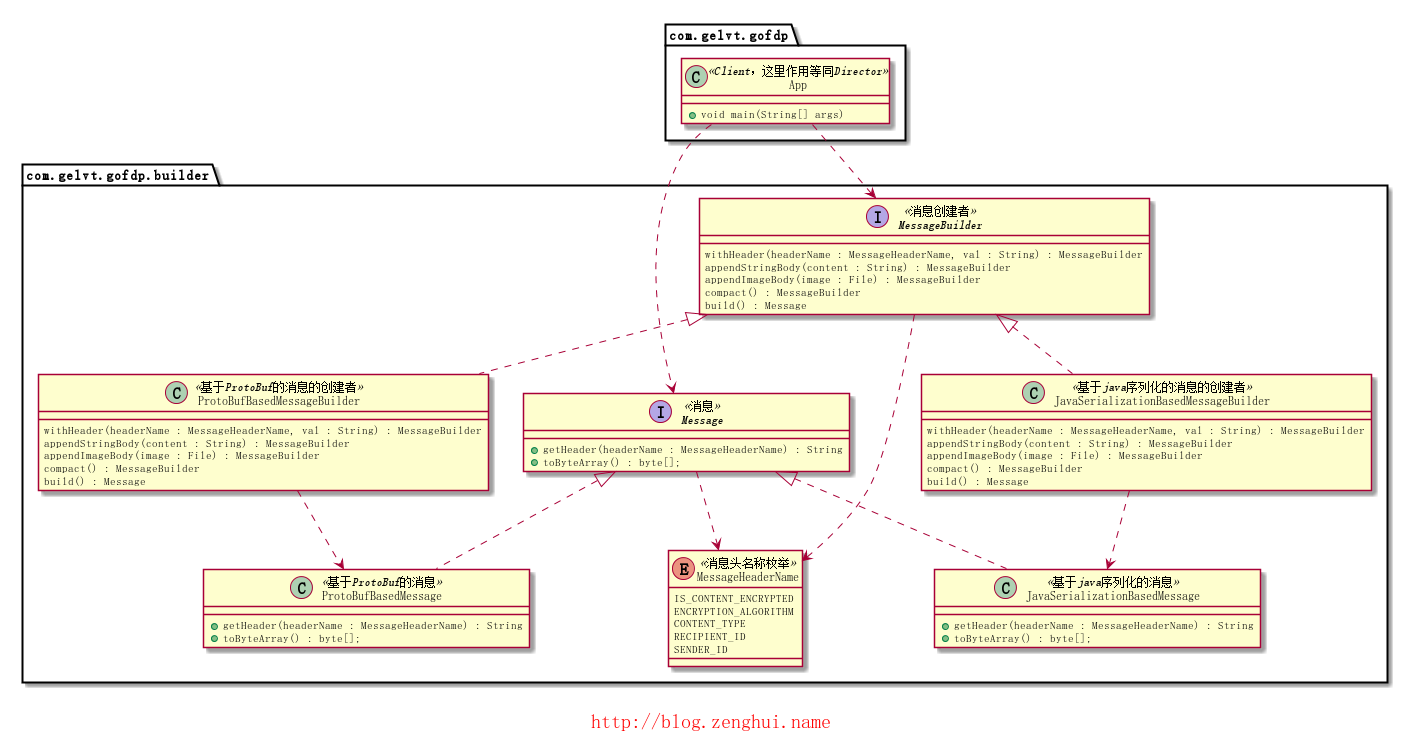 com.gelvt.gofdp
C
«Client，这里作用等同Director»
App
void main(String[] args)
com.gelvt.gofdp.builder
I
«消息创建者»
MessageBuilder
withHeader(headerName : MessageHeaderName, val : String) : MessageBuilder
appendStringBody(content : String) : MessageBuilder
appendImageBody(image : File) : MessageBuilder
compact() : MessageBuilder
build() : Message
C
«基于ProtoBuf的消息的创建者»
ProtoBufBasedMessageBuilder
withHeader(headerName : MessageHeaderName, val : String) : MessageBuilder
appendStringBody(content : String) : MessageBuilder
appendImageBody(image : File) : MessageBuilder
compact() : MessageBuilder
build() : Message
I
«消息»
Message
getHeader(headerName : MessageHeaderName) : String
toByteArray() : byte[];
C
«基于java序列化的消息的创建者»
JavaSerializationBasedMessageBuilder
withHeader(headerName : MessageHeaderName, val : String) : MessageBuilder
appendStringBody(content : String) : MessageBuilder
appendImageBody(image : File) : MessageBuilder
compact() : MessageBuilder
build() : Message
C
«基于ProtoBuf的消息»
ProtoBufBasedMessage
getHeader(headerName : MessageHeaderName) : String
toByteArray() : byte[];
E
«消息头名称枚举»
MessageHeaderName
IS_CONTENT_ENCRYPTED
ENCRYPTION_ALGORITHM
CONTENT_TYPE
RECIPIENT_ID
SENDER_ID
C
«基于java序列化的消息»
JavaSerializationBasedMessage
getHeader(headerName : MessageHeaderName) : String
toByteArray() : byte[];
http://blog.zenghui.name